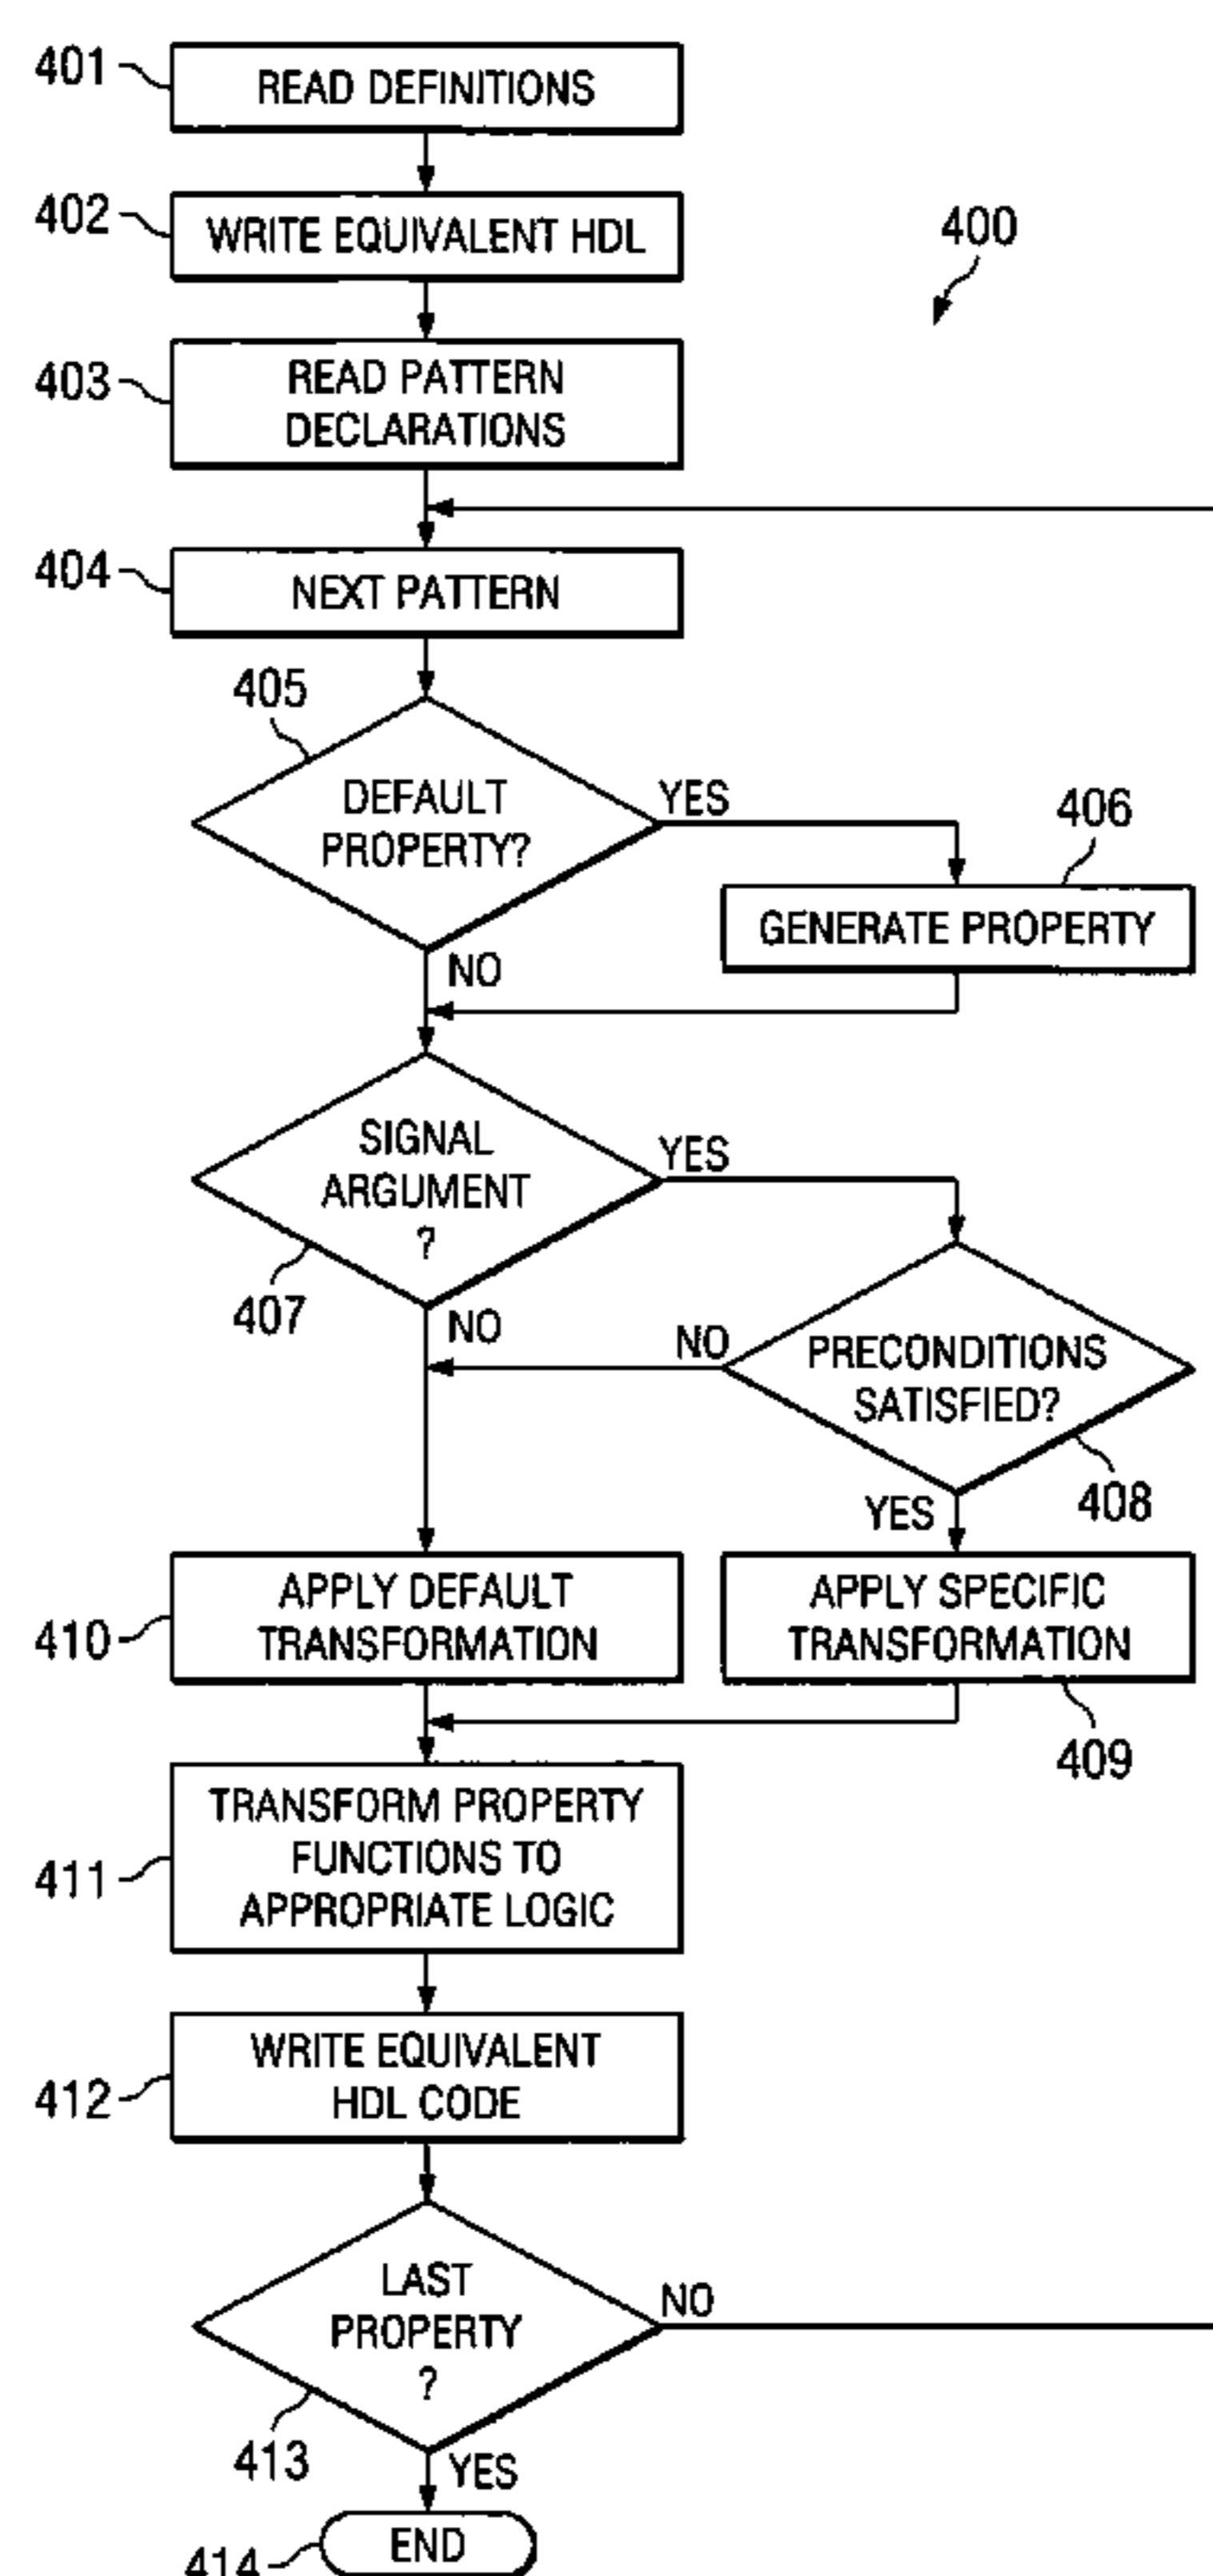 401
READ DEFINITIONS
402
WRITE EQUIVALENT HDL
400
403
READ PATTERN
DECLARATIONS
404
NEXT PATTERN
405
DEFAULT
PROPERTY?
YES
406
GENERATE PROPERTY
NO
SIGNAL
ARGUMENT
?
YES
407
NO
NO
PRECONDITIONS
SATISFIED?
408
YES
410
APPLY DEFAULT
TRANSFORMATION
APPLY SPECIFIC
TRANSFORMATION
409
411
TRANSFORM PROPERTY
FUNCTIONS TO
APPROPRIATE LOGIC
412
WRITE EQUIVALENT
HDL CODE
LAST
PROPERTY
?
NO
413
YES
END
414